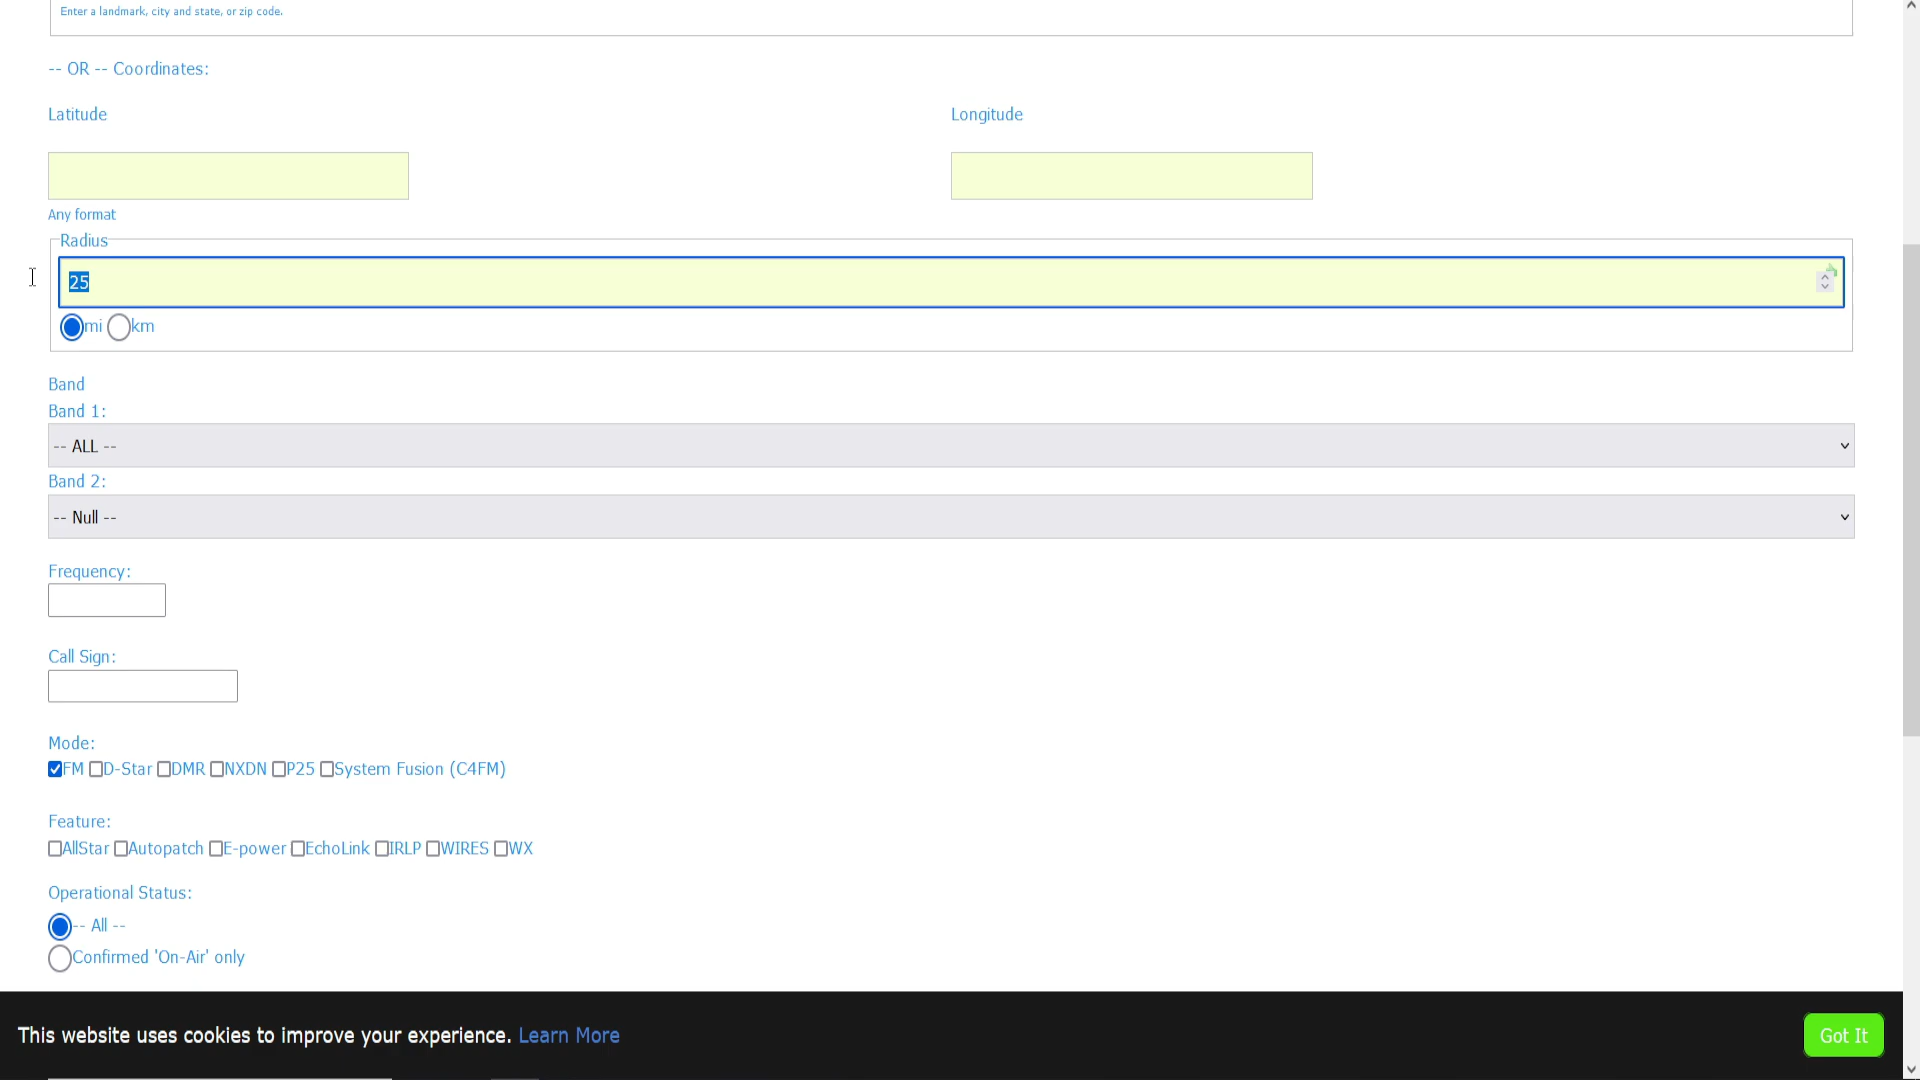 Enter a landmark, city and state, or zip code.
-- OR -- Coordinates:
Latitude Longitude
Any format
Radius
25
mi km
Band
Band 1:
-- ALL --
Band 2:
-- Null --
Frequency:
Call Sign:
Mode:
FM D-Star DMR NXDN P25 System Fusion (C4FM)
Feature:
AllStar Autopatch E-power EchoLink IRLP WIRES WX
Operational Status:
-- All --
Confirmed 'On-Air' only
This website uses cookies to improve your experience. Learn More Got It